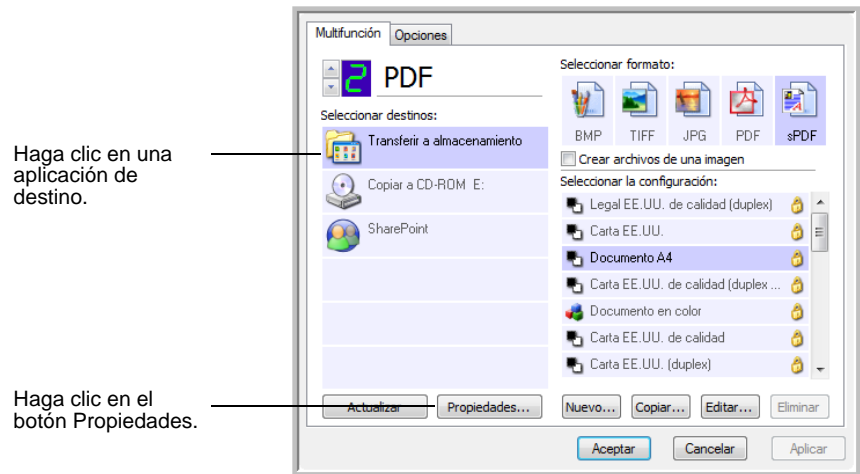 Multifunción Opciones
2 PDF
Seleccionar destinos:
Transferir a almacenamiento
Copiar a CD-ROM E:
SharePoint
Actualizar Propiedades...
Seleccionar formato:
BMP TIFF JPG PDF sPDF
Crear archivos de una imagen
Seleccionar la configuración:
Legal EE.UU. de calidad (duplex)
Carta EE.UU.
Documento A4
Carta EE.UU. de calidad (duplex ...
Documento en color
Carta EE.UU. de calidad
Carta EE.UU. (duplex)
Nuevo... Copiar... Editar... Eliminar
Aceptar Cancelar Aplicar
Haga clic en una
aplicación de
destino.
Haga clic en el
botón Propiedades.